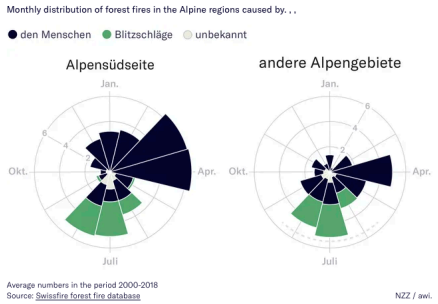 Monthly distribution of forest fires in the Alpine regions caused by. . ,
den Menschen Blitzschläge unbekannt
Alpensüdseite andere Alpengebiete
Jan. Jan.
6 6
4 4
2 2
Okt. Apr. Okt. Apr.
Juli Juli
Average numbers in the period 2000-2018
Source: Swissfire forest fire database NZZ / awi.